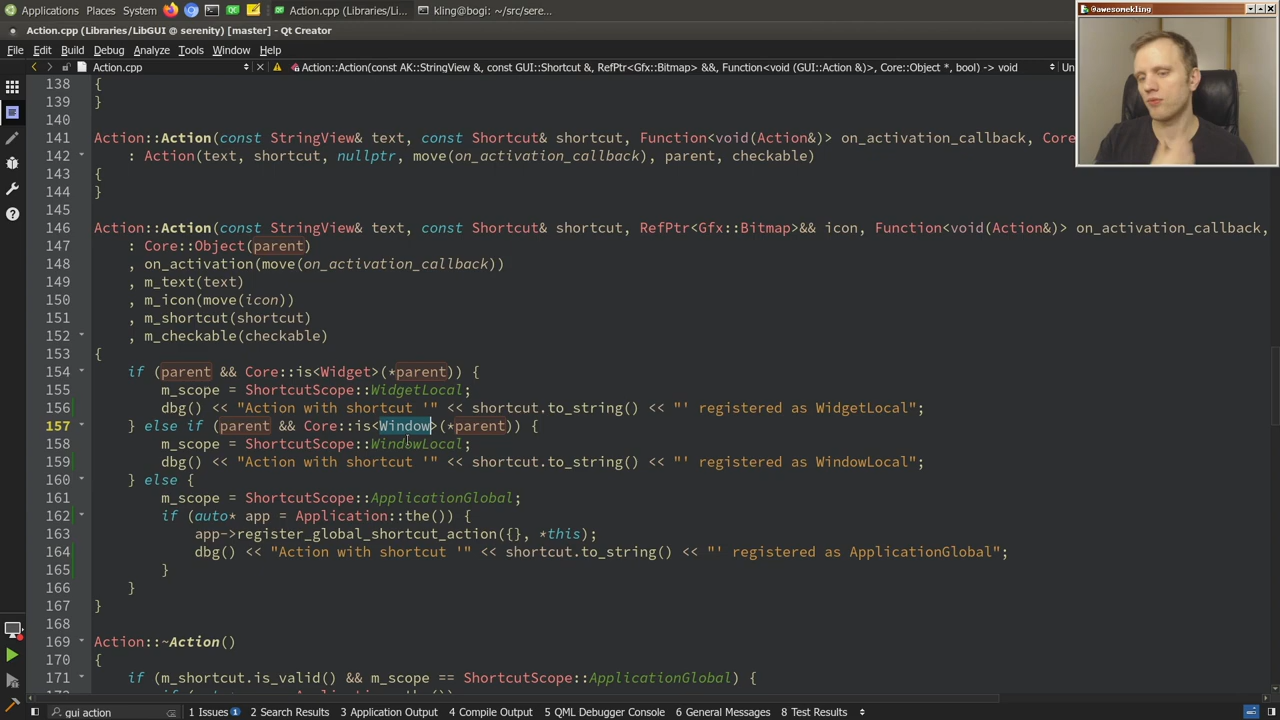 Applications Places System Action.cpp (Libraries/Li... kling@bogi: ~/src/sere...
@awesomekling
Action.cpp (Libraries/LibGUI @ serenity) [master] - Qt Creator
File Edit Build Debug Analyze Tools Window Help
Action.cpp Action::Action(const AK::StringView &, const GUI::Shortcut &, RefPtr<Gfx::Bitmap> &&, Function<void (GUI::Action &)>, Core::Object *, bool) -> void Un
138 {
139 }
140
141 Action::Action(const StringView& text, const Shortcut& shortcut, Function<void(Action&)> on_activation_callback, Core
142 : Action(text, shortcut, nullptr, move(on_activation_callback), parent, checkable)
143 {
144 }
145
146 Action::Action(const StringView& text, const Shortcut& shortcut, RefPtr<Gfx::Bitmap>&& icon, Function<void(Action&)> on_activation_callback,
147 : Core::Object(parent)
148 , on_activation(move(on_activation_callback))
149 , m_text(text)
150 , m_icon(move(icon))
151 , m_shortcut(shortcut)
152 , m_checkable(checkable)
153 {
154 if (parent && Core::is<Widget>(*parent)) {
155 m_scope = ShortcutScope::WidgetLocal;
156 dbg() << "Action with shortcut '" << shortcut.to_string() << "' registered as WidgetLocal";
157 } else if (parent && Core::is<Window>(*parent)) {
158 m_scope = ShortcutScope::WindowLocal;
159 dbg() << "Action with shortcut '" << shortcut.to_string() << "' registered as WindowLocal";
160 } else {
161 m_scope = ShortcutScope::ApplicationGlobal;
162 if (auto* app = Application::the()) {
163 app->register_global_shortcut_action({}, *this);
164 dbg() << "Action with shortcut '" << shortcut.to_string() << "' registered as ApplicationGlobal";
165 }
166 }
167 }
168
169 Action::~Action()
170 {
171 if (m_shortcut.is_valid() && m_scope == ShortcutScope::ApplicationGlobal) {
gui action 1 Issues 1 2 Search Results 3 Application Output 4 Compile Output 5 QML Debugger Console 6 General Messages 8 Test Results